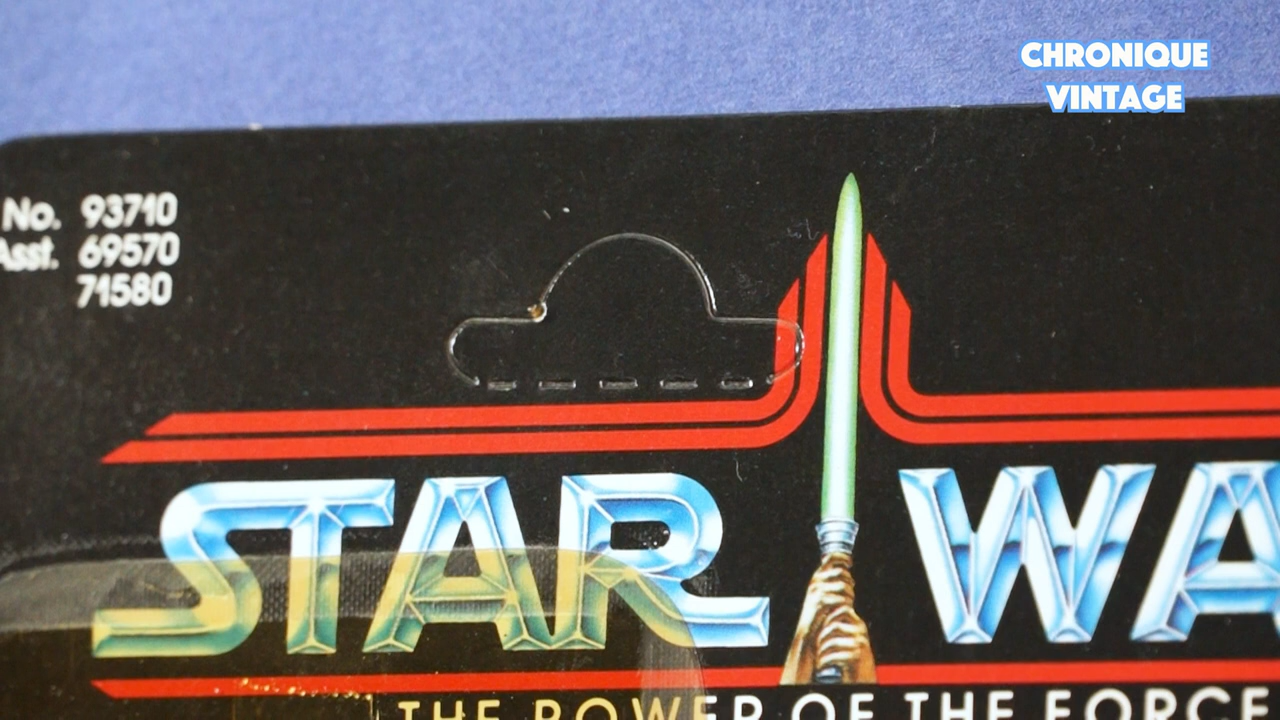 CHRONIQUE
VINTAGE
No. 93710
Asst. 69570
71580
STAR WA
THE POWER OF THE FORCE